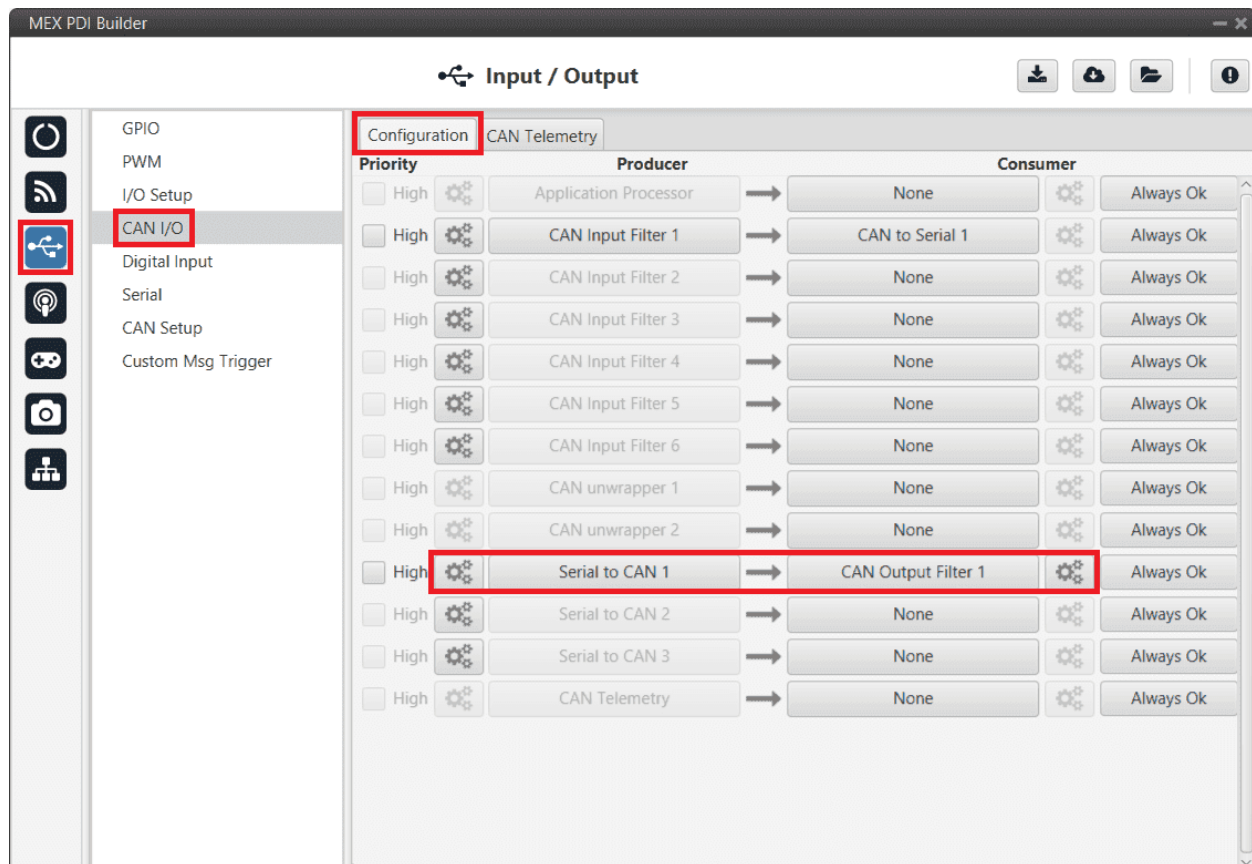 MEX PDI Builder
Input / Output
GPIO
PWM
I/O Setup
CAN I/O
Digital Input
Serial
CAN Setup
Custom Msg Trigger
Configuration CAN Telemetry
Priority Producer Consumer
High Application Processor None Always Ok
High CAN Input Filter 1 CAN to Serial 1 Always Ok
High CAN Input Filter 2 None Always Ok
High CAN Input Filter 3 None Always Ok
High CAN Input Filter 4 None Always Ok
High CAN Input Filter 5 None Always Ok
High CAN Input Filter 6 None Always Ok
High CAN unwrapper 1 None Always Ok
High CAN unwrapper 2 None Always Ok
High Serial to CAN 1 CAN Output Filter 1 Always Ok
High Serial to CAN 2 None Always Ok
High Serial to CAN 3 None Always Ok
High CAN Telemetry None Always Ok